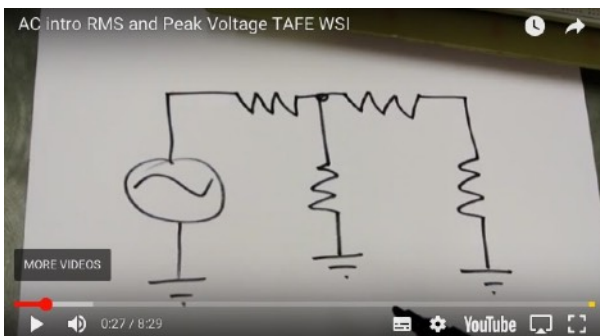 AC intro RMS and Peak Voltage TAFE WSI
MORE VIDEOS
0:27 / 8:29
YouTube